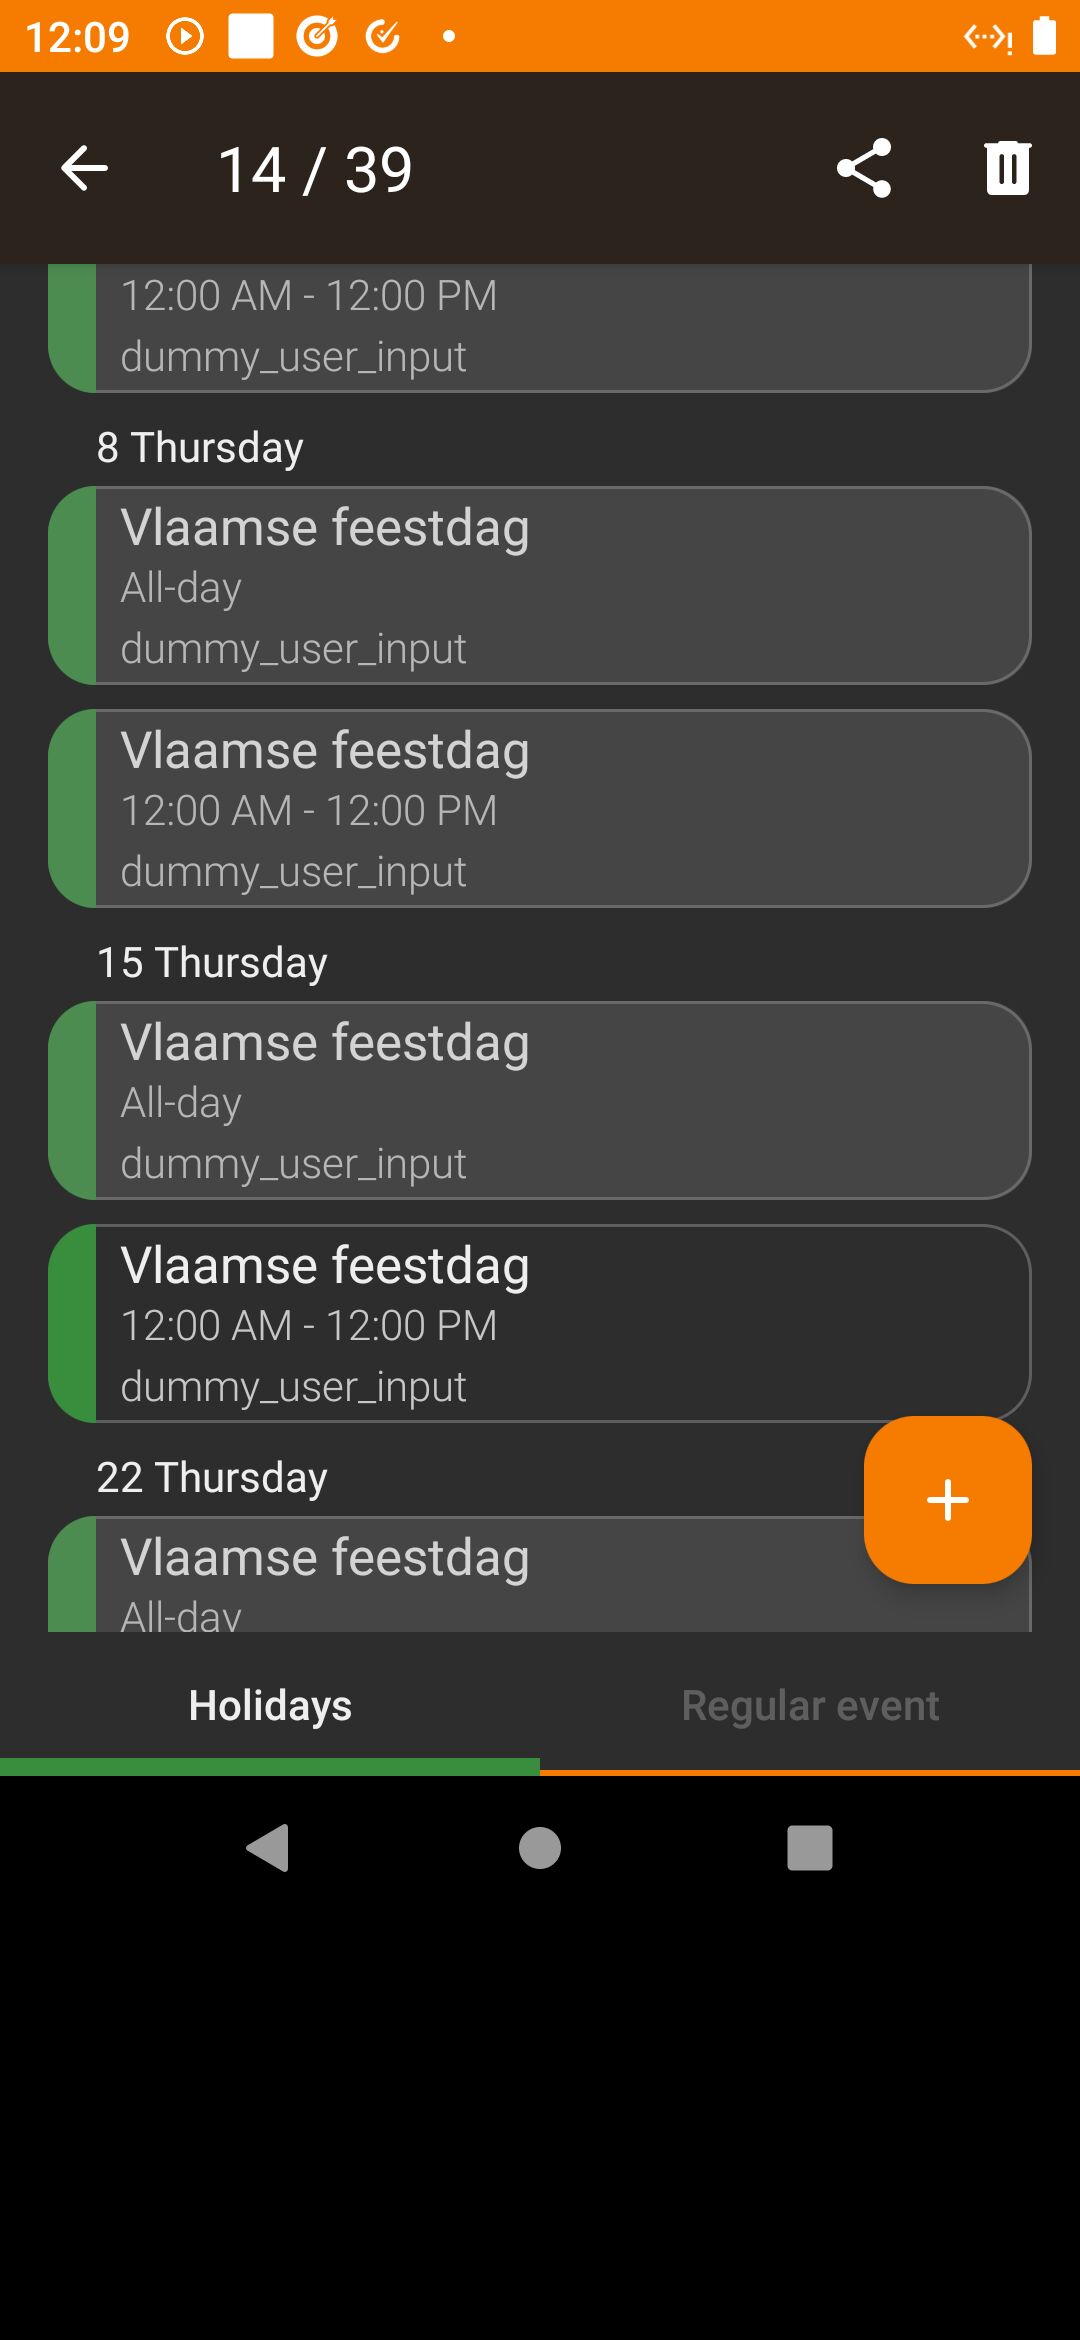 12:09
14 / 39
12:00 AM - 12:00 PM
dummy_user_input
8 Thursday
Vlaamse feestdag
All-day
dummy_user_input
Vlaamse feestdag
12:00 AM - 12:00 PM
dummy_user_input
15 Thursday
Vlaamse feestdag
All-day
dummy_user_input
Vlaamse feestdag
12:00 AM - 12:00 PM
dummy_user_input
22 Thursday
Vlaamse feestdag
All-day
Holidays
Regular event